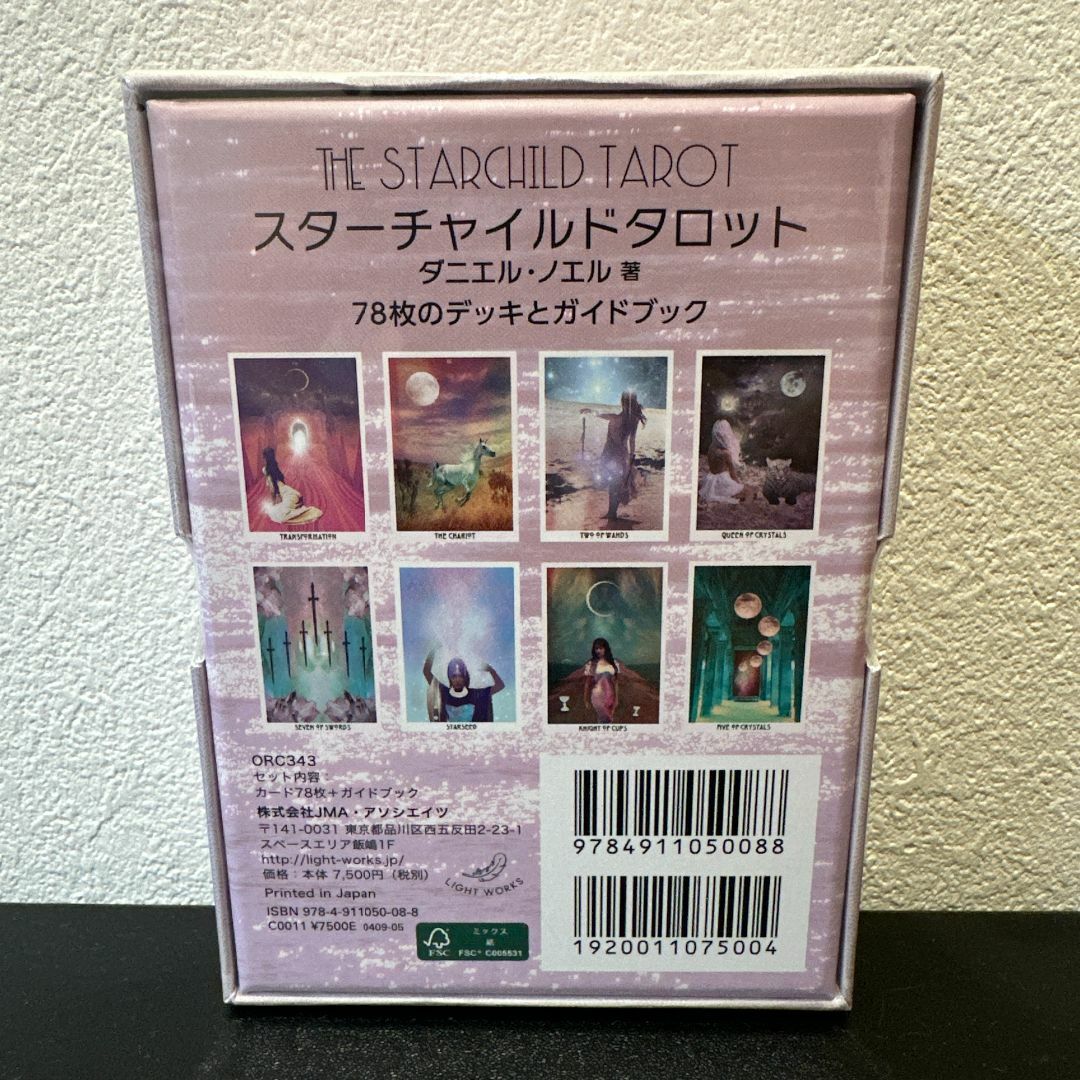 THE STARCHILD TAROT
スターチャイルドタロット
ダニエル・ノエル 著
78枚のデッキとガイドブック
TRANSFORMATION
THE CHARIOT
TWO OF WANDS
QUEEN OF CRYSTALS
SEVEN OF SWORDS
STARSEED
KNIGHT OF CUPS
FIVE OF CRYSTALS
ORC343
セット内容：
カード78枚＋ガイドブック
株式会社JMA・アソシエイツ
〒141-0031 東京都品川区西五反田2-23-1
スペースエリア飯嶋1F
http://light-works.jp/
価格：本体 7,500円（税別）
Printed in Japan
ISBN 978-4-911050-08-8
C0011 ¥7500E 0409-05
LIGHT WORKS
FSC
ミックス
紙
FSC® C005531
9784911050088
1920011075004